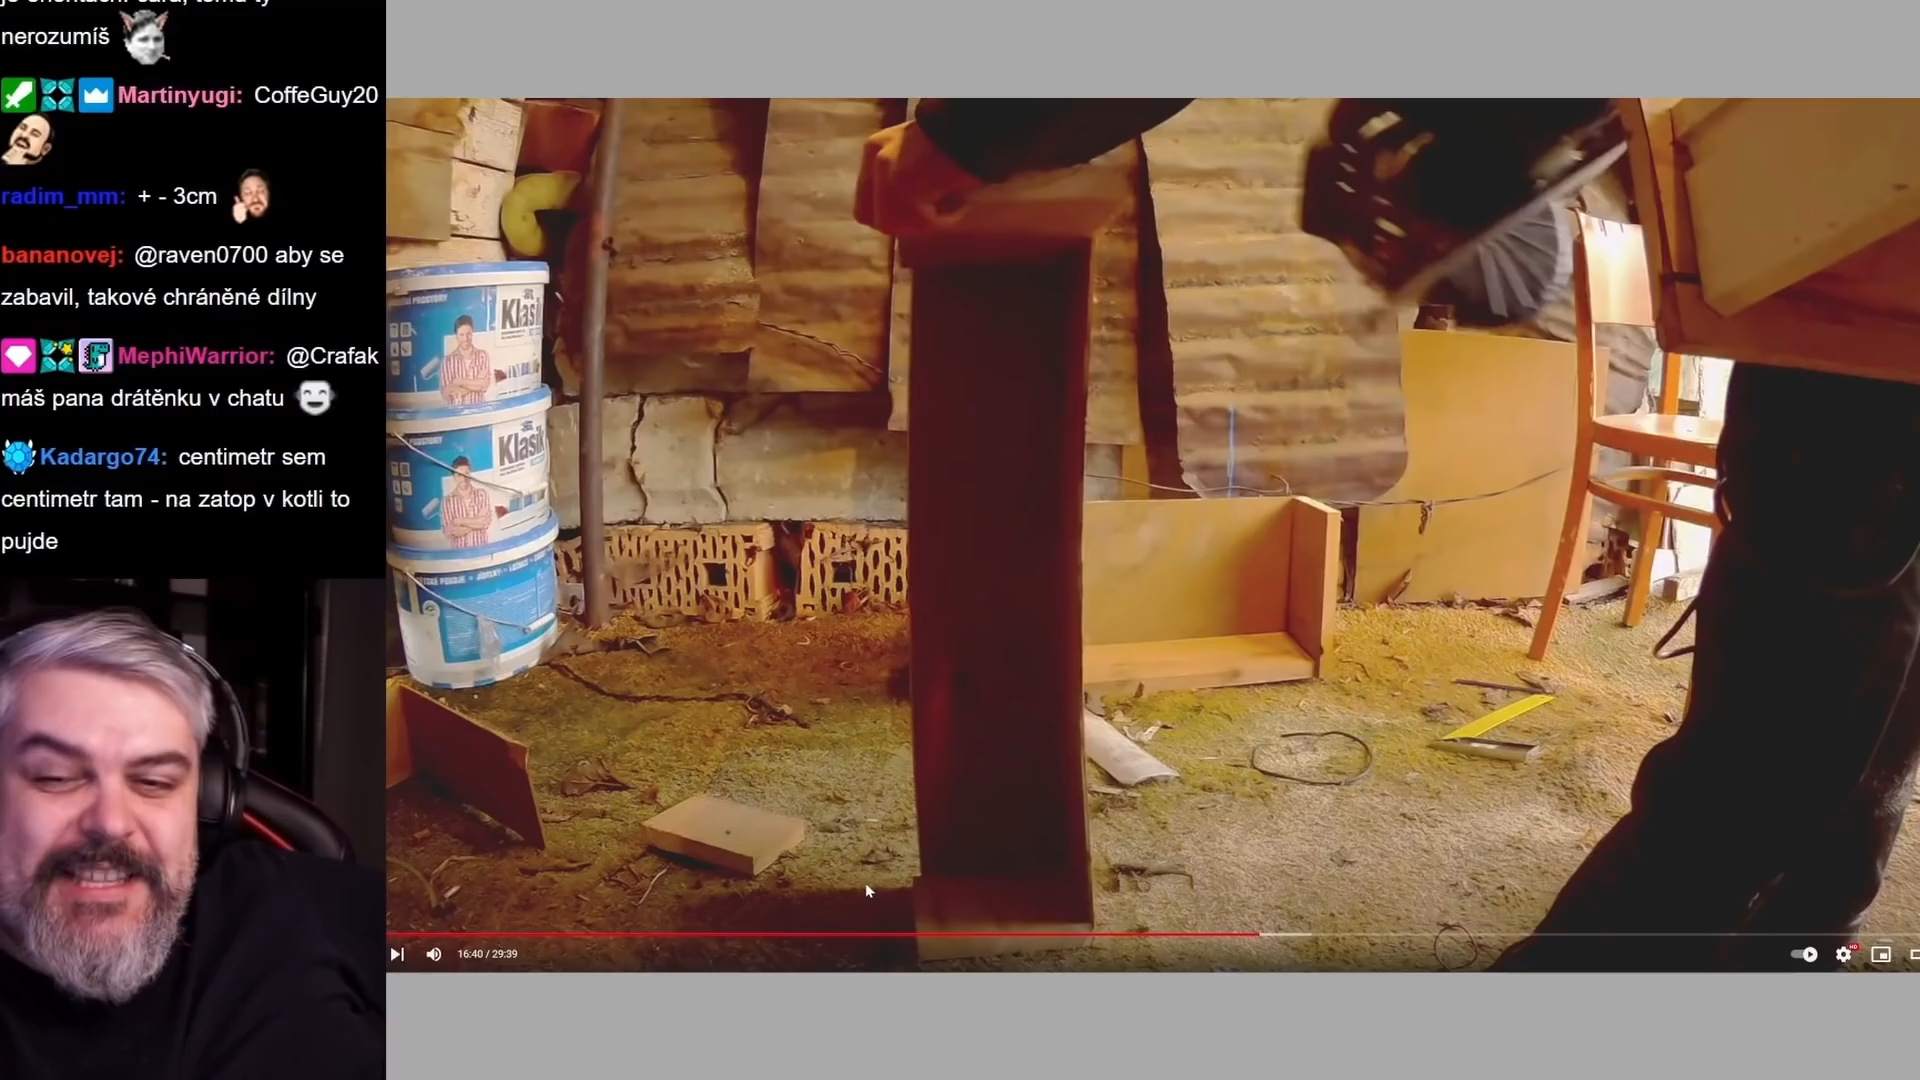 nerozumíš
Martinyugi: CoffeGuy20
radim_mm: + - 3cm
bananovej: @raven0700 aby se
zabavil, takové chráněné dílny
MephiWarrior: @Crafak
máš pana drátěnku v chatu
Kadargo74: centimetr sem
centimetr tam - na zatop v kotli to
pujde
Klasik
Klasik
16:40 / 29:39
HD